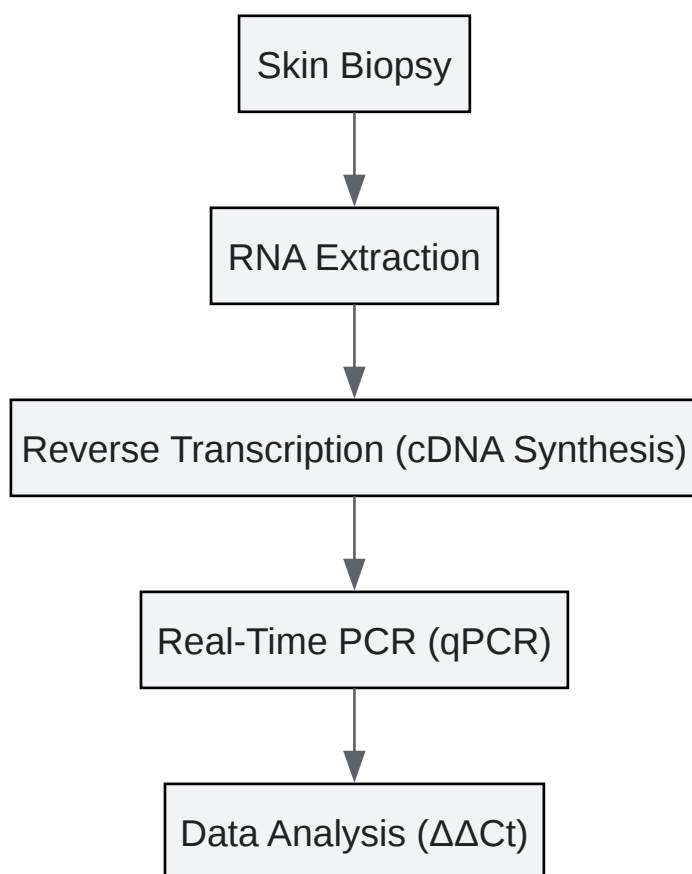 Skin Biopsy
RNA Extraction
Reverse Transcription (cDNA Synthesis)
Real-Time PCR (qPCR)
Data Analysis (ΔΔCt)